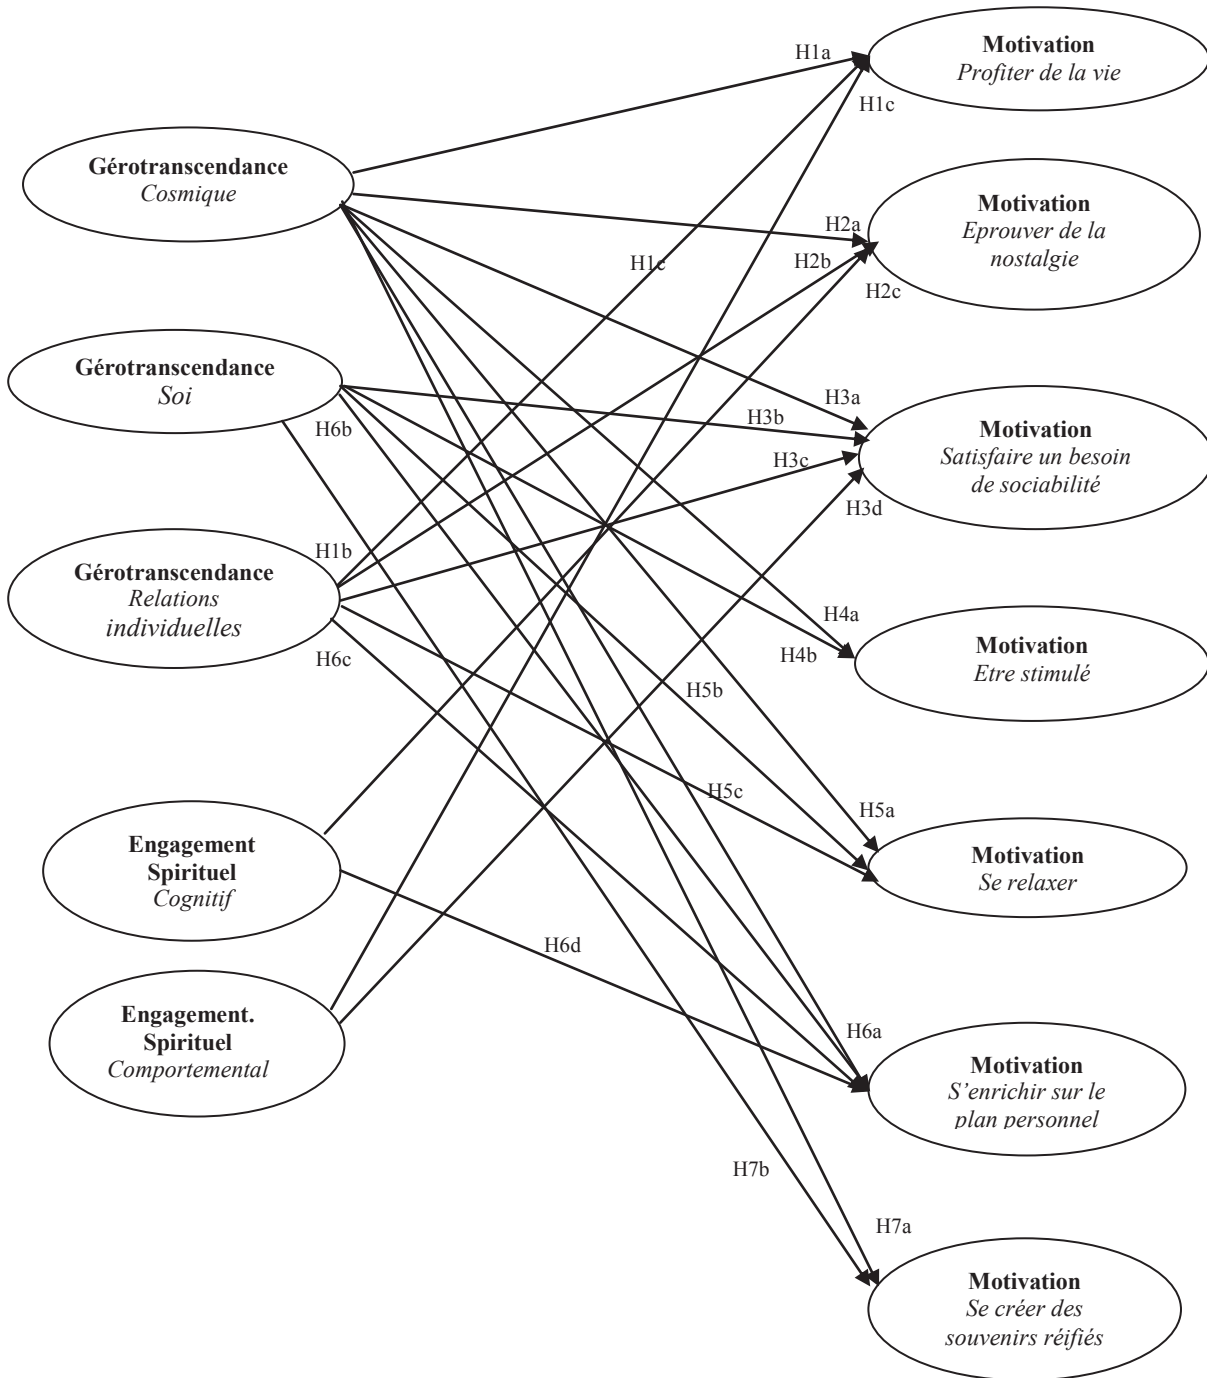 Motivation
Profiter de la vie
H1a
H1c
Gérotranscendance
Cosmique
Motivation
Eprouver de la
nostalgie
H2a
H1c
H2b
H2c
Gérotranscendance
Soi
H6b
H3a
H3b
H3c
H3d
Motivation
Satisfaire un besoin
de sociabilité
H1b
Gérotranscendance
Relations
individuelles
H6c
H4a
H4b
Motivation
Etre stimulé
H5b
H5c
H5a
Engagement
Spirituel
Cognitif
Motivation
Se relaxer
H6d
Engagement.
Spirituel
Comportemental
H6a
Motivation
S’enrichir sur le
plan personnel
H7b
H7a
Motivation
Se créer des
souvenirs réifiés